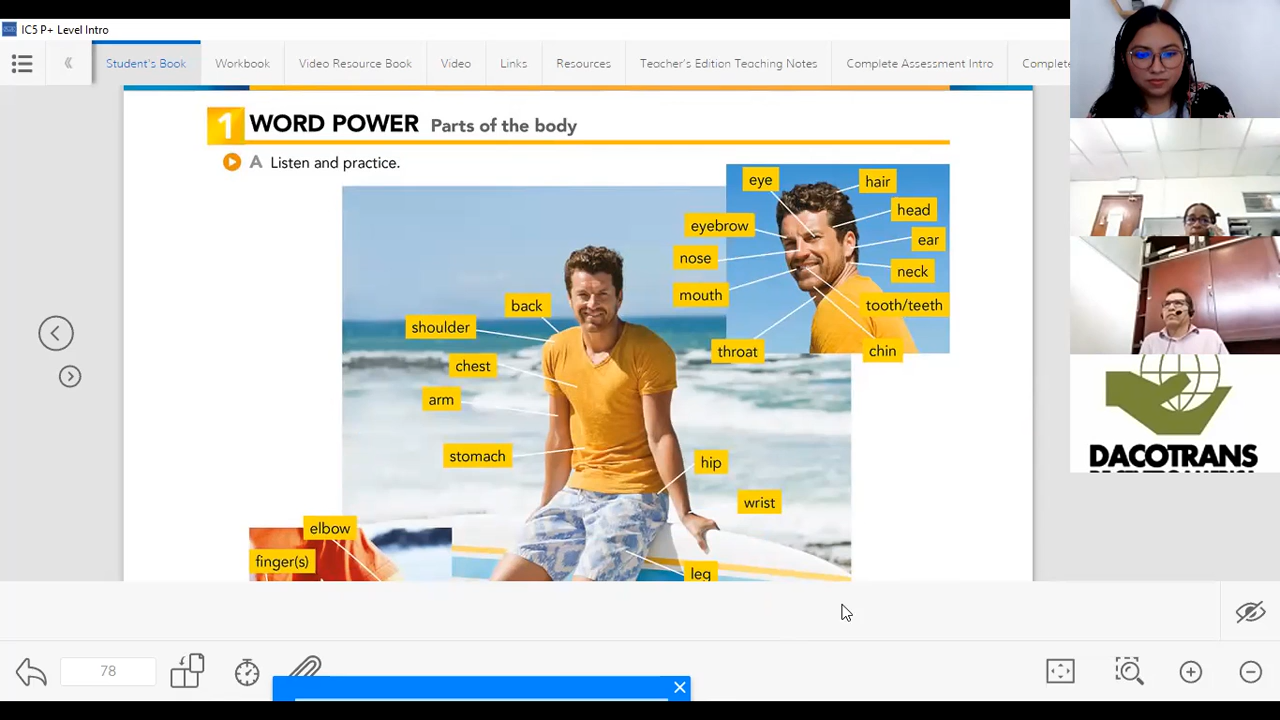 IC5 P+ Level Intro
Student's Book
Workbook
Video Resource Book
Video
Links
Resources
Teacher's Edition Teaching Notes
Complete Assessment Intro
Complete
1 WORD POWER Parts of the body
A Listen and practice.
eye
hair
head
eyebrow
ear
nose
neck
mouth
tooth/teeth
throat
chin
back
shoulder
chest
arm
stomach
hip
wrist
elbow
finger(s)
leg
78
DACOTRANS